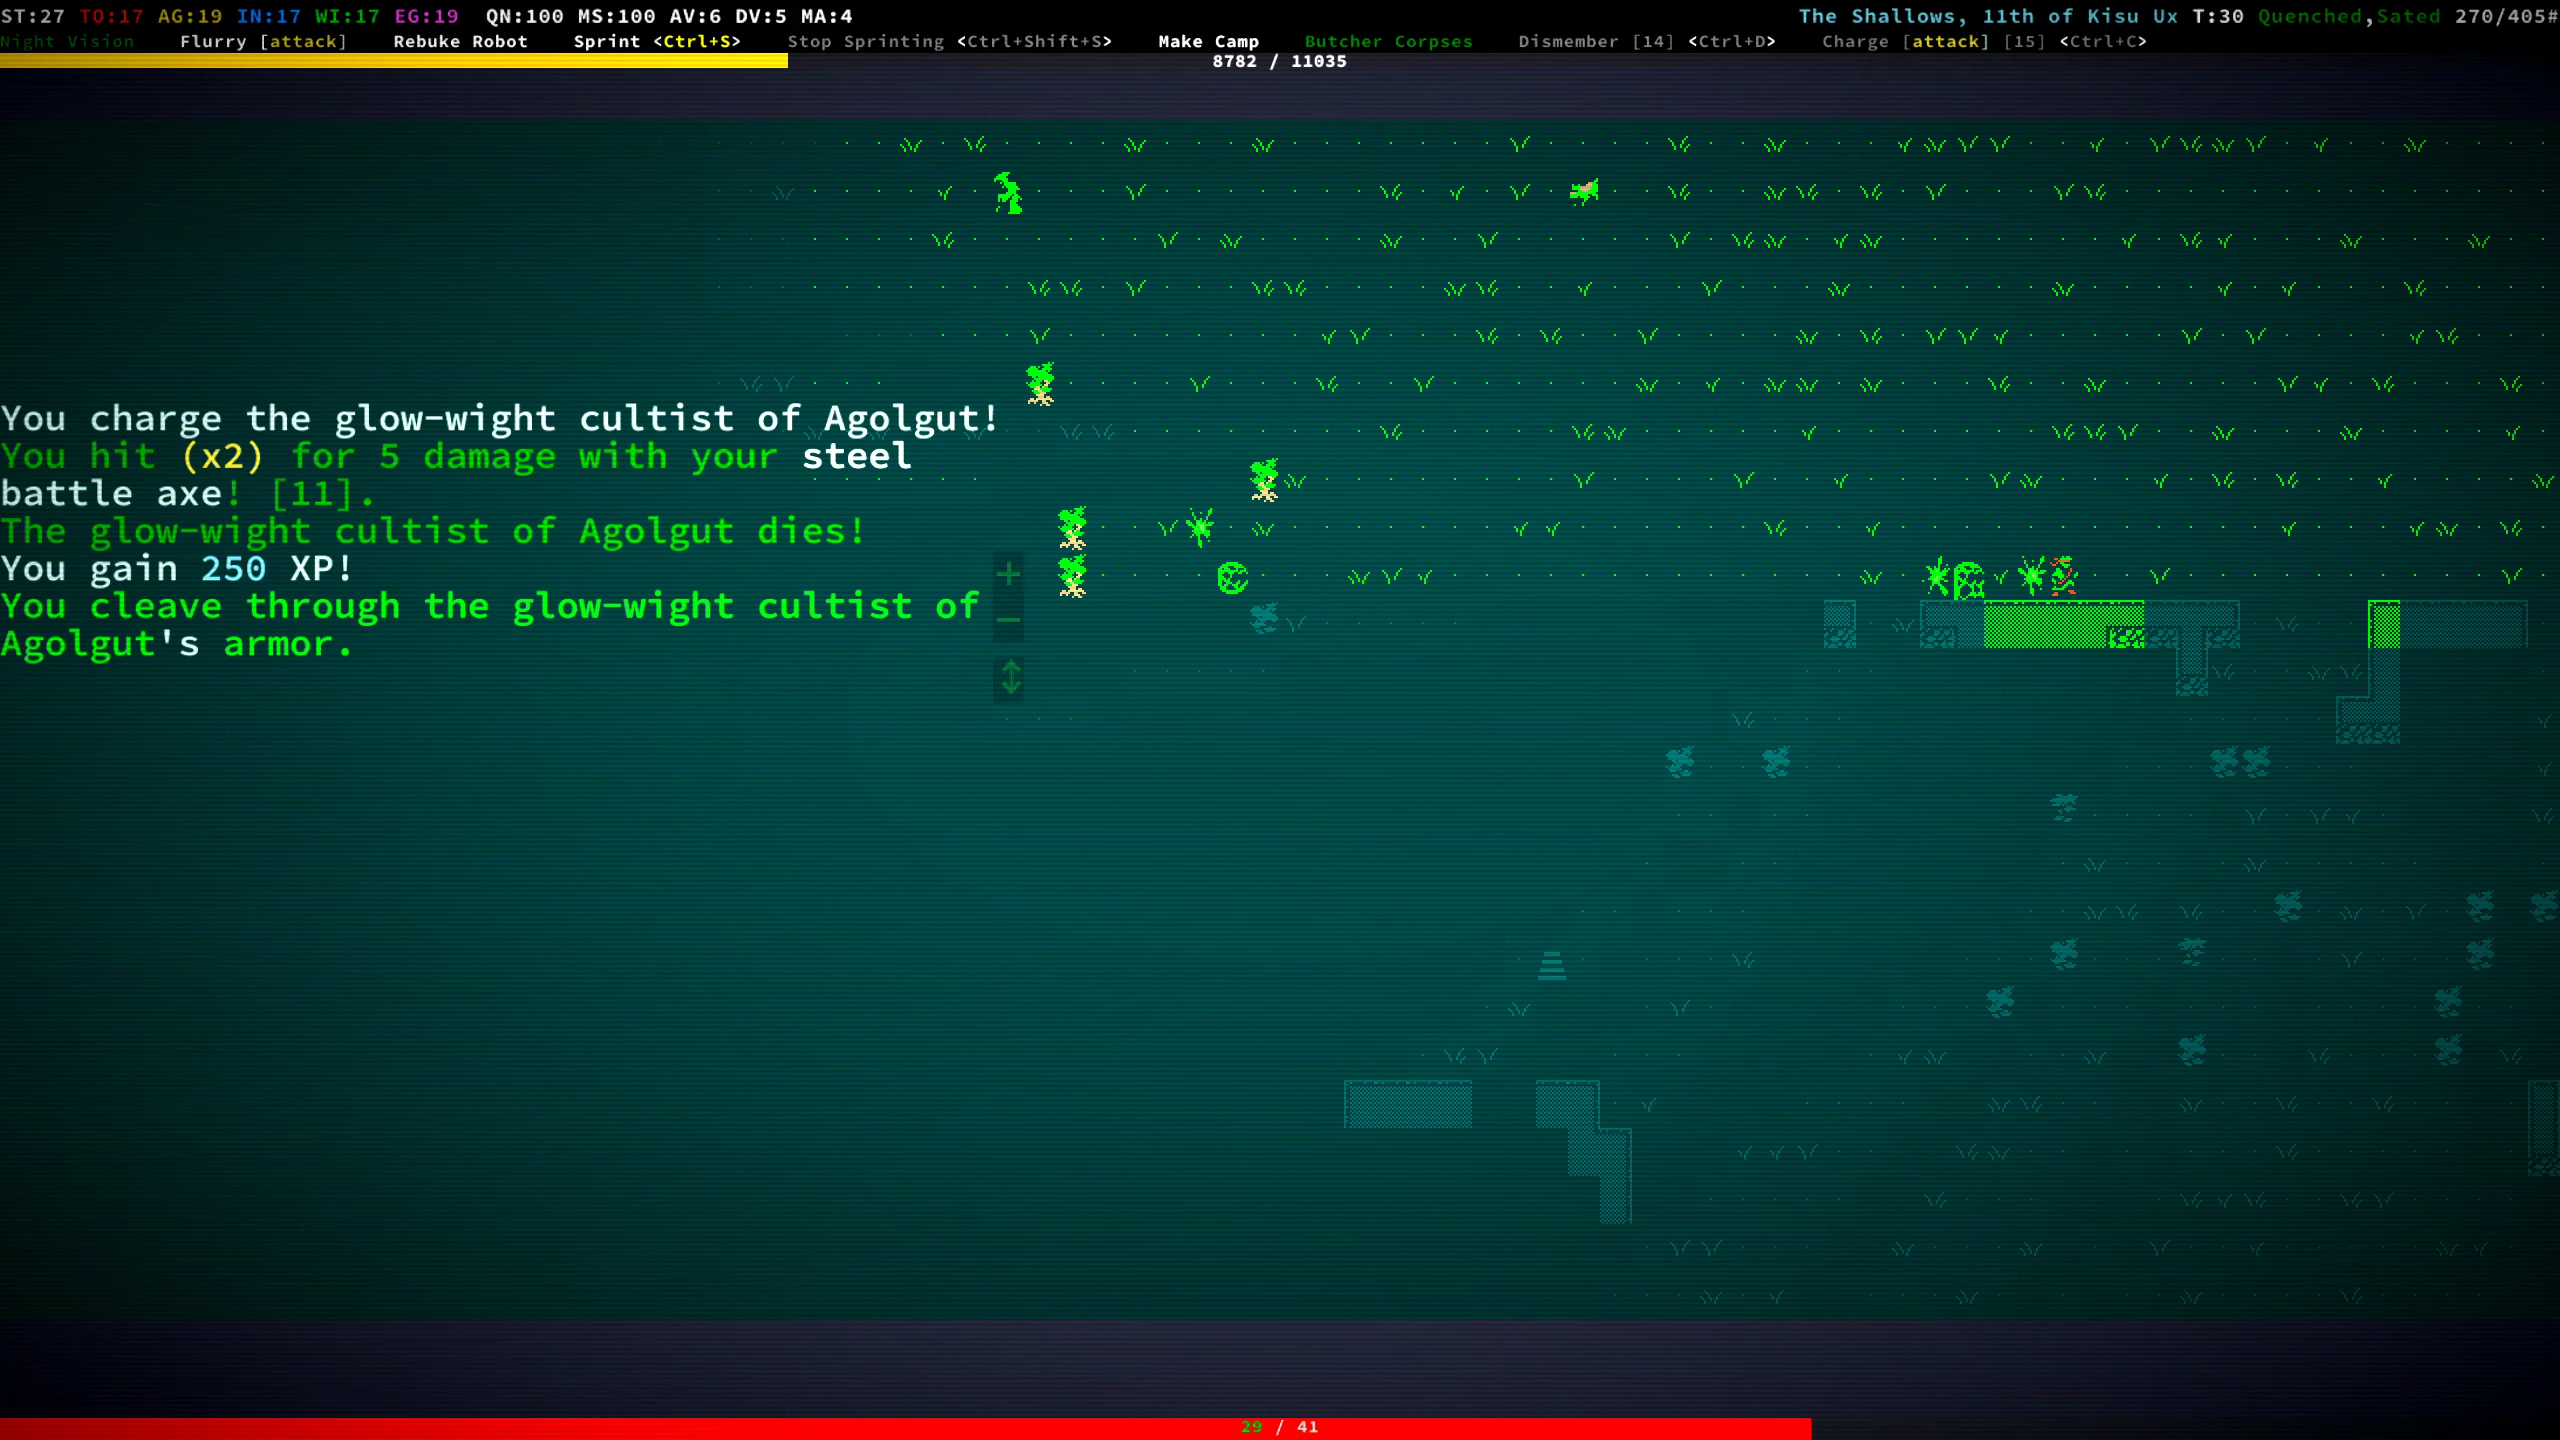 ST:27 TO:17 AG:19 IN:17 WI:17 EG:19 QN:100 MS:100 AV:6 DV:5 MA:4 The Shallows, 11th of Kisu Ux T:30 Quenched,Sated 270/405#
Night Vision Flurry [attack] Rebuke Robot Sprint <Ctrl+S> Stop Sprinting <Ctrl+Shift+S> Make Camp Butcher Corpses Dismember [14] <Ctrl+D> Charge [attack] [15] <Ctrl+C>
8782 / 11035
You charge the glow-wight cultist of Agolgut!
You hit (x2) for 5 damage with your steel
battle axe! [11].
The glow-wight cultist of Agolgut dies!
You gain 250 XP!
You cleave through the glow-wight cultist of
Agolgut's armor.
29 / 41